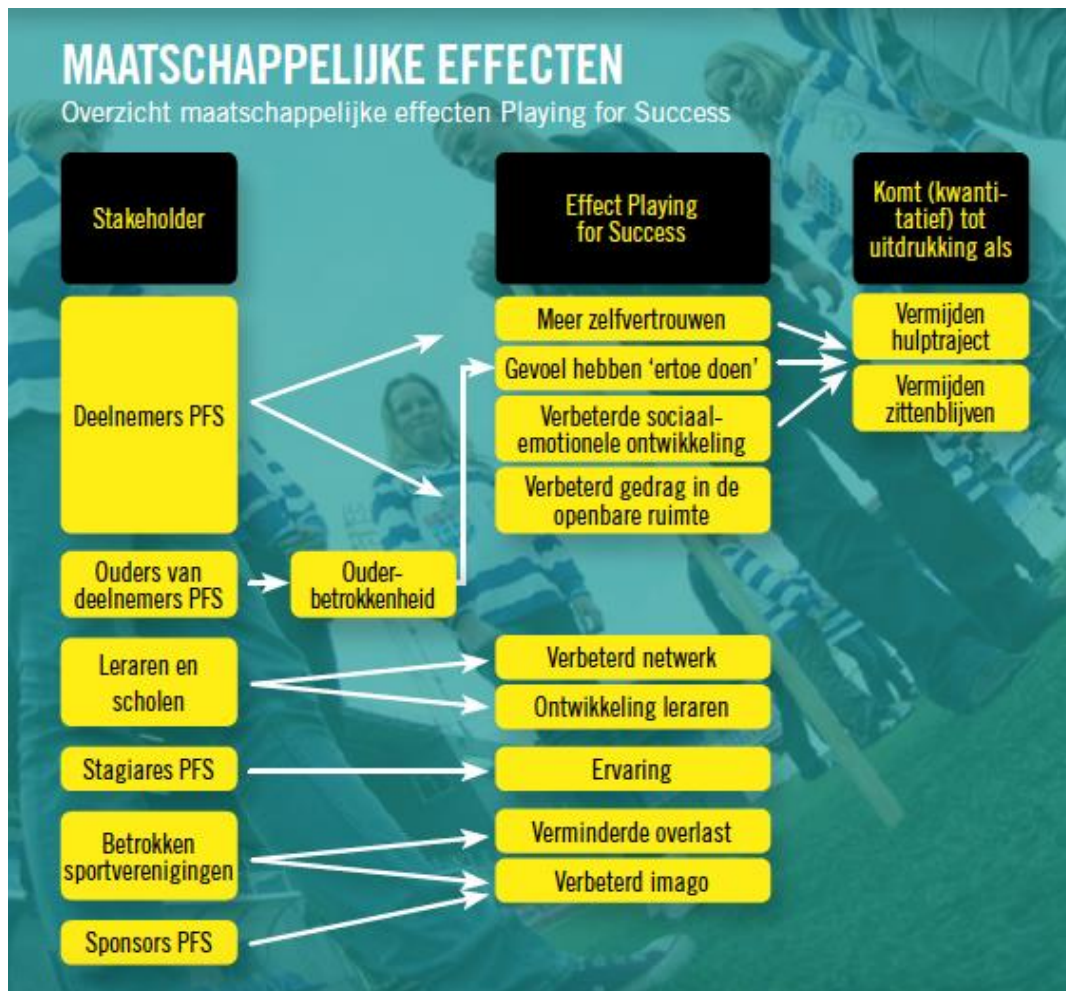 MAATSCHAPPELIJKE EFFECTEN
Overzicht maatschappelijke effecten Playing for Success
Stakeholder
Effect Playing
for Success
Komt (kwanti-
tatief) tot
uitdrukking als
Deelnemers PFS
Meer zelfvertrouwen
Gevoel hebben ‘ertoe doen’
Verbeterde sociaal-
emotionele ontwikkeling
Verbeterd gedrag in de
openbare ruimte
Vermijden
hulptraject
Vermijden
zittenblijven
Ouders van
deelnemers PFS
Ouder-
betrokkenheid
Leraren en
scholen
Verbeterd netwerk
Ontwikkeling leraren
Stagiares PFS
Ervaring
Betrokken
sportverenigingen
Verminderde overlast
Verbeterd imago
Sponsors PFS